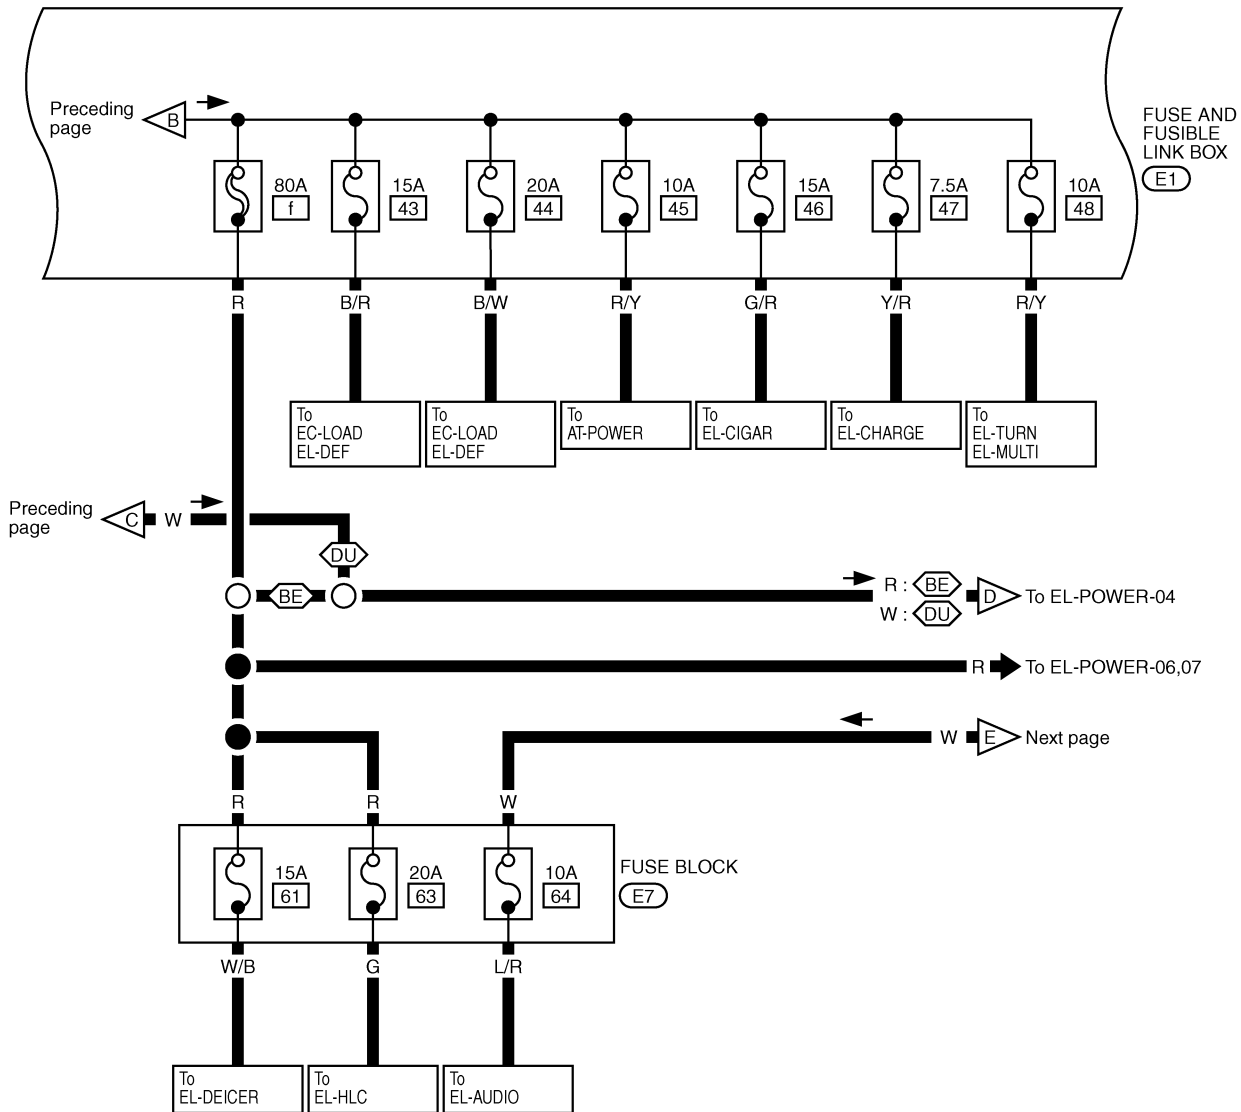 Preceding
page
B
FUSE AND
FUSIBLE
LINK BOX
E1
80A
f
15A
43
20A
44
10A
45
15A
46
7.5A
47
10A
48
R
B/R
B/W
R/Y
G/R
Y/R
R/Y
To
EC-LOAD
EL-DEF
To
EC-LOAD
EL-DEF
To
AT-POWER
To
EL-CIGAR
To
EL-CHARGE
To
EL-TURN
EL-MULTI
Preceding
page
C
W
DU
BE
R : BE
W : DU
D
To EL-POWER-04
R
To EL-POWER-06,07
W
E
Next page
R
R
W
15A
61
20A
63
10A
64
FUSE BLOCK
E7
W/B
G
L/R
To
EL-DEICER
To
EL-HLC
To
EL-AUDIO